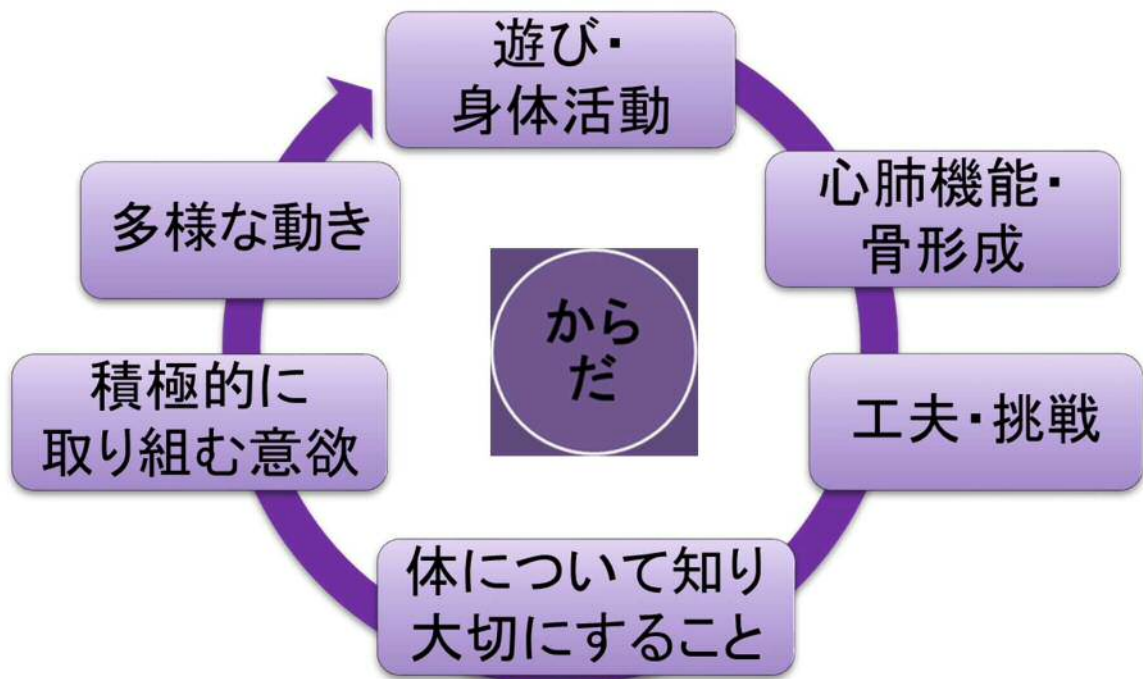 遊び・
身体活動
心肺機能・
骨形成
工夫・挑戦
体について知り
大切にすること
積極的に
取り組む意欲
多様な動き
から
だ